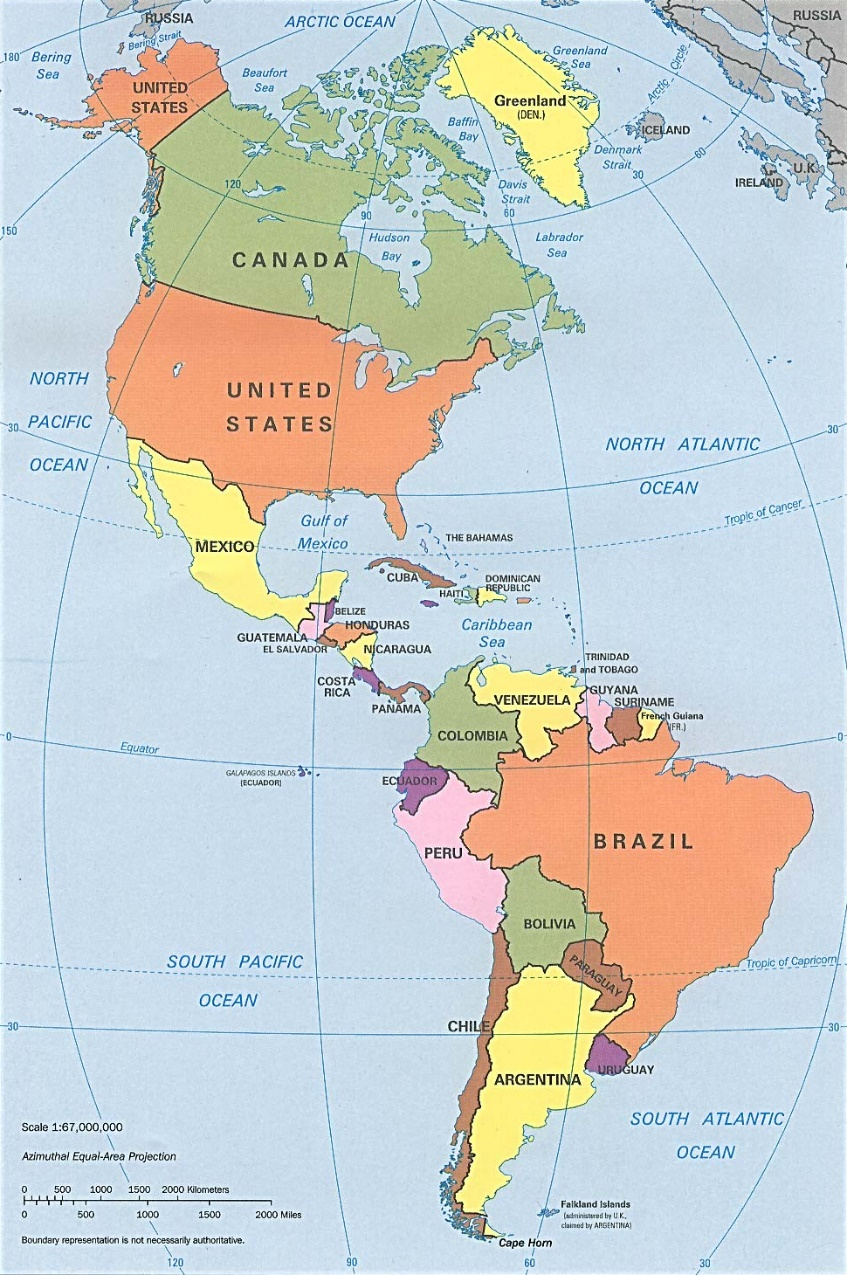 RUSSIA
ARCTIC OCEAN
RUSSIA
Bering Strait
180
Bering
Sea
Greenland
Sea
Beaufort
Sea
UNITED
STATES
Arctic Circle
Greenland
(DEN.)
Baffin
Bay
ICELAND
Denmark
Strait
60
U.K.
30
IRELAND
0
120
Davis
Strait
90
60
150
Hudson
Bay
Labrador
Sea
CANADA
NORTH
PACIFIC
OCEAN
UNITED
STATES
30
30
NORTH ATLANTIC
OCEAN
Tropic of Cancer
Gulf of
Mexico
MEXICO
THE BAHAMAS
CUBA
DOMINICAN
REPUBLIC
HAITI
BELIZE
HONDURAS
GUATEMALA
EL SALVADOR
NICARAGUA
Caribbean
Sea
TRINIDAD
and TOBAGO
COSTA
RICA
PANAMA
VENEZUELA
GUYANA
SURINAME
French Guiana
(FR.)
COLOMBIA
0
0
Equator
GALAPAGOS ISLANDS
(ECUADOR)
ECUADOR
BRAZIL
PERU
BOLIVIA
SOUTH PACIFIC
OCEAN
PARAGUAY
Tropic of Capricorn
30
CHILE
30
URUGUAY
ARGENTINA
SOUTH ATLANTIC
OCEAN
Scale 1:67,000,000
Azimuthal Equal-Area Projection
0 500 1000 1500 2000 Kilometers
0 500 1000 1500 2000 Miles
Falkland Islands
(administered by U.K.,
claimed by ARGENTINA)
Boundary representation is not necessarily authoritative.
Cape Horn
120
90
60
30